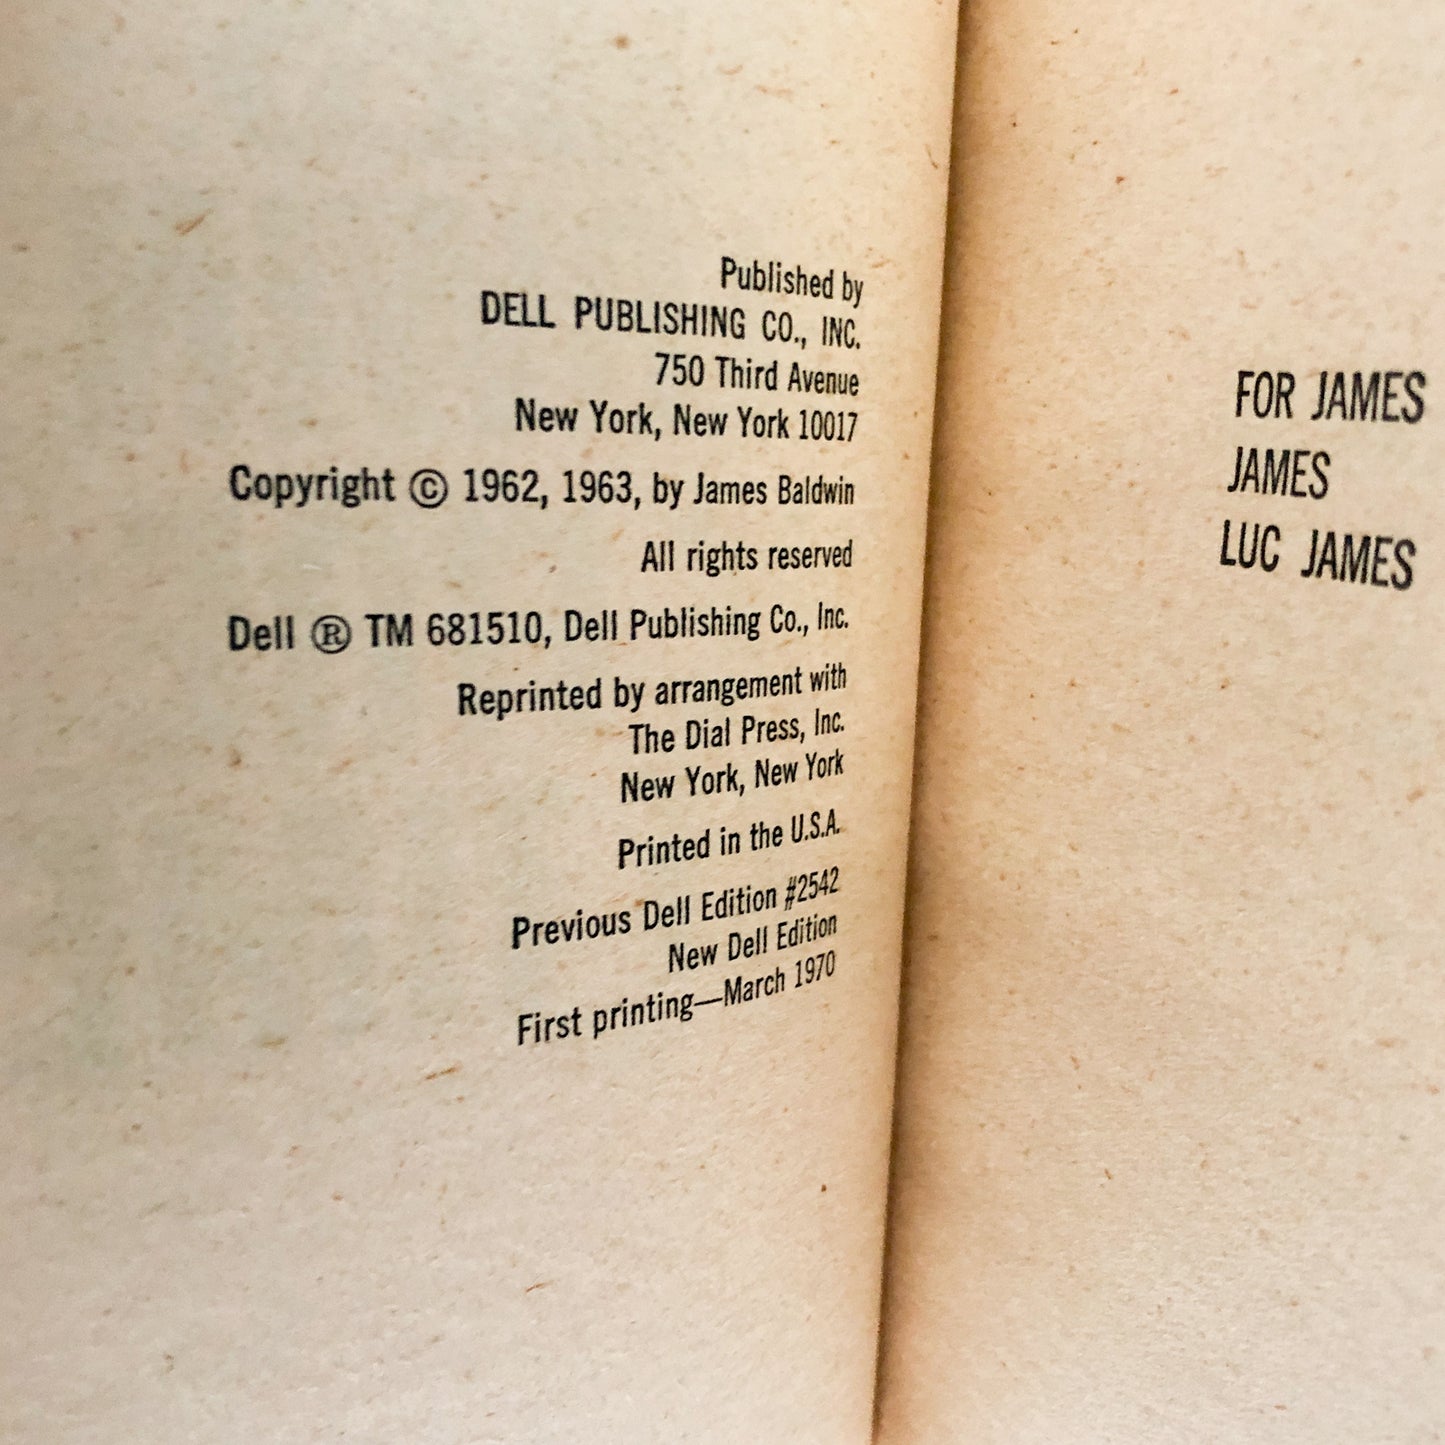 Published by
DELL PUBLISHING CO., INC.
750 Third Avenue
New York, New York 10017
Copyright © 1962, 1963, by James Baldwin
All rights reserved
Dell ® TM 681510, Dell Publishing Co., Inc.
Reprinted by arrangement with
The Dial Press, Inc.
New York, New York
Printed in the U.S.A.
Previous Dell Edition #2542
New Dell Edition
First printing—March 1970
FOR JAMES
JAMES
LUC JAMES